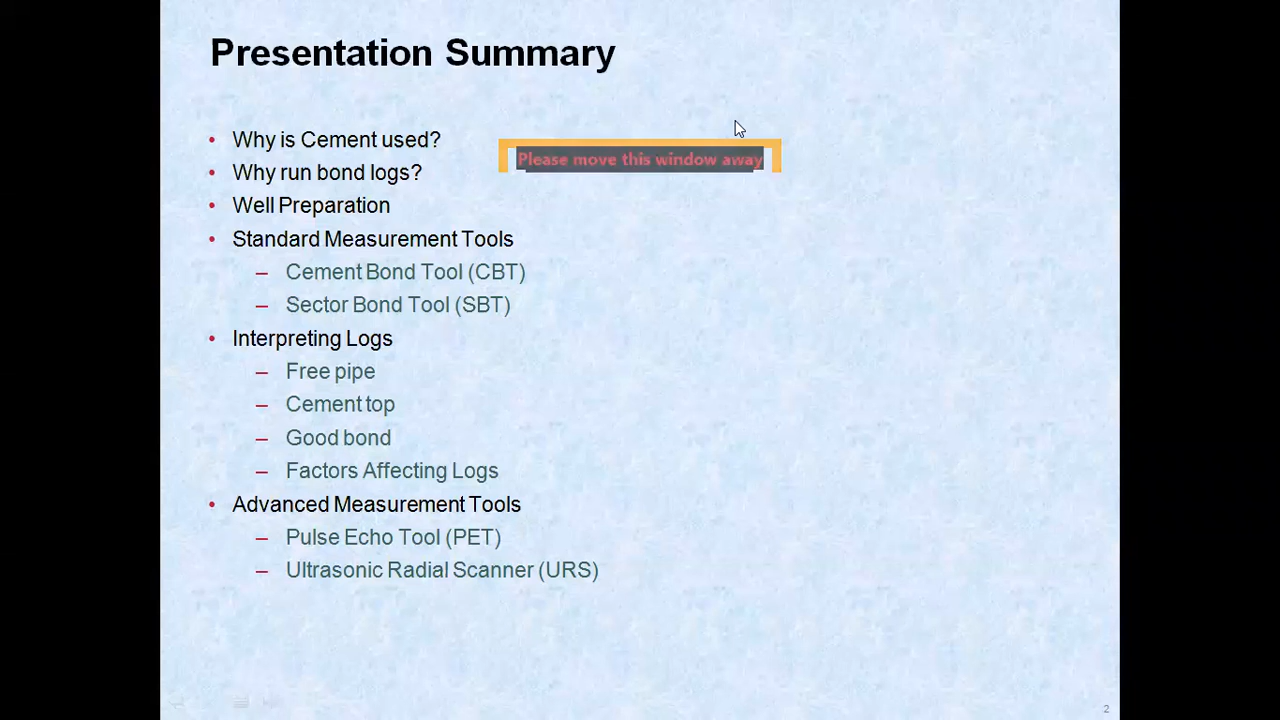 Presentation Summary
• Why is Cement used?
Please move this window away
• Why run bond logs?
• Well Preparation
• Standard Measurement Tools
– Cement Bond Tool (CBT)
– Sector Bond Tool (SBT)
• Interpreting Logs
– Free pipe
– Cement top
– Good bond
– Factors Affecting Logs
• Advanced Measurement Tools
– Pulse Echo Tool (PET)
– Ultrasonic Radial Scanner (URS)
2